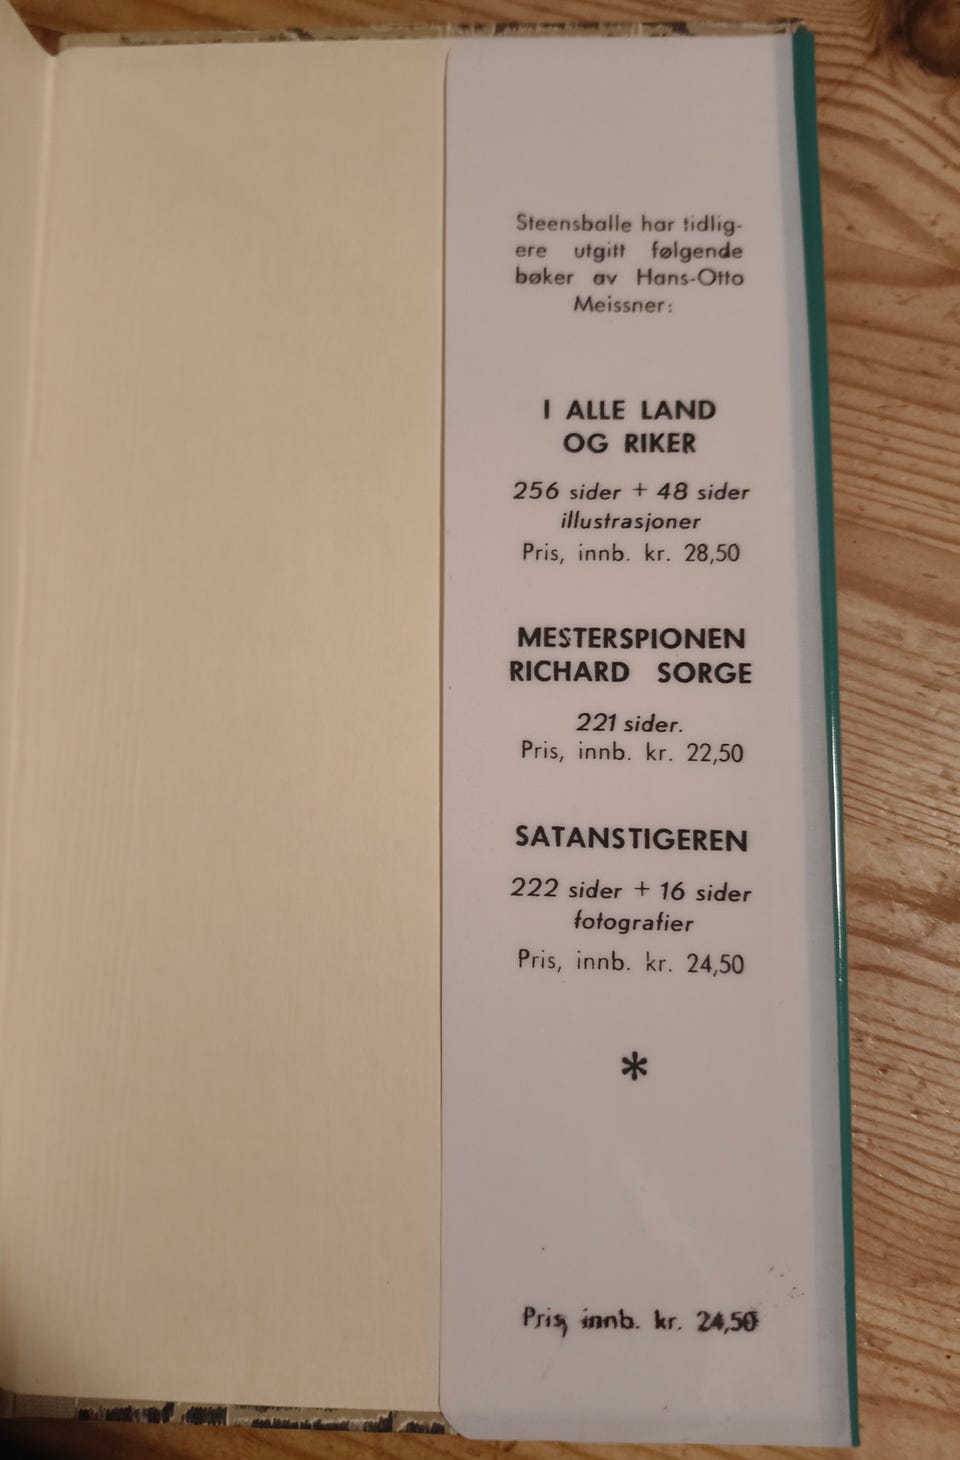 Steensballe har tidlig-
ere utgitt følgende
bøker av Hans-Otto
Meissner:
I ALLE LAND
OG RIKER
256 sider + 48 sider
illustrasjoner
Pris, innb. kr. 28,50
MESTERSPIONEN
RICHARD SORGE
221 sider.
Pris, innb. kr. 22,50
SATANSTIGEREN
222 sider + 16 sider
fotografier
Pris, innb. kr. 24,50
*
Pris, innb. kr. 24,50